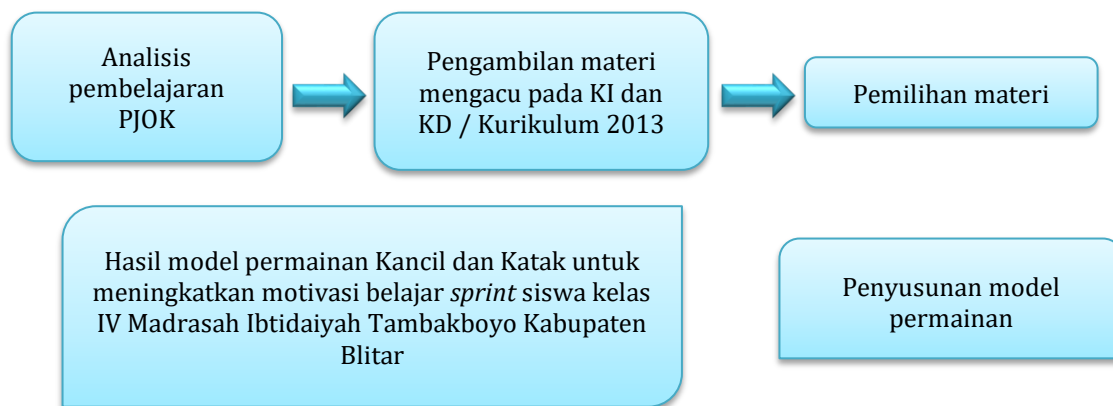 Analisis
pembelajaran
PJOK
Pengambilan materi
mengacu pada KI dan
KD / Kurikulum 2013
Pemilihan materi
Hasil model permainan Kancil dan Katak untuk
meningkatkan motivasi belajar sprint siswa kelas
IV Madrasah Ibtidaiyah Tambakboyo Kabupaten
Blitar
Penyusunan model
permainan